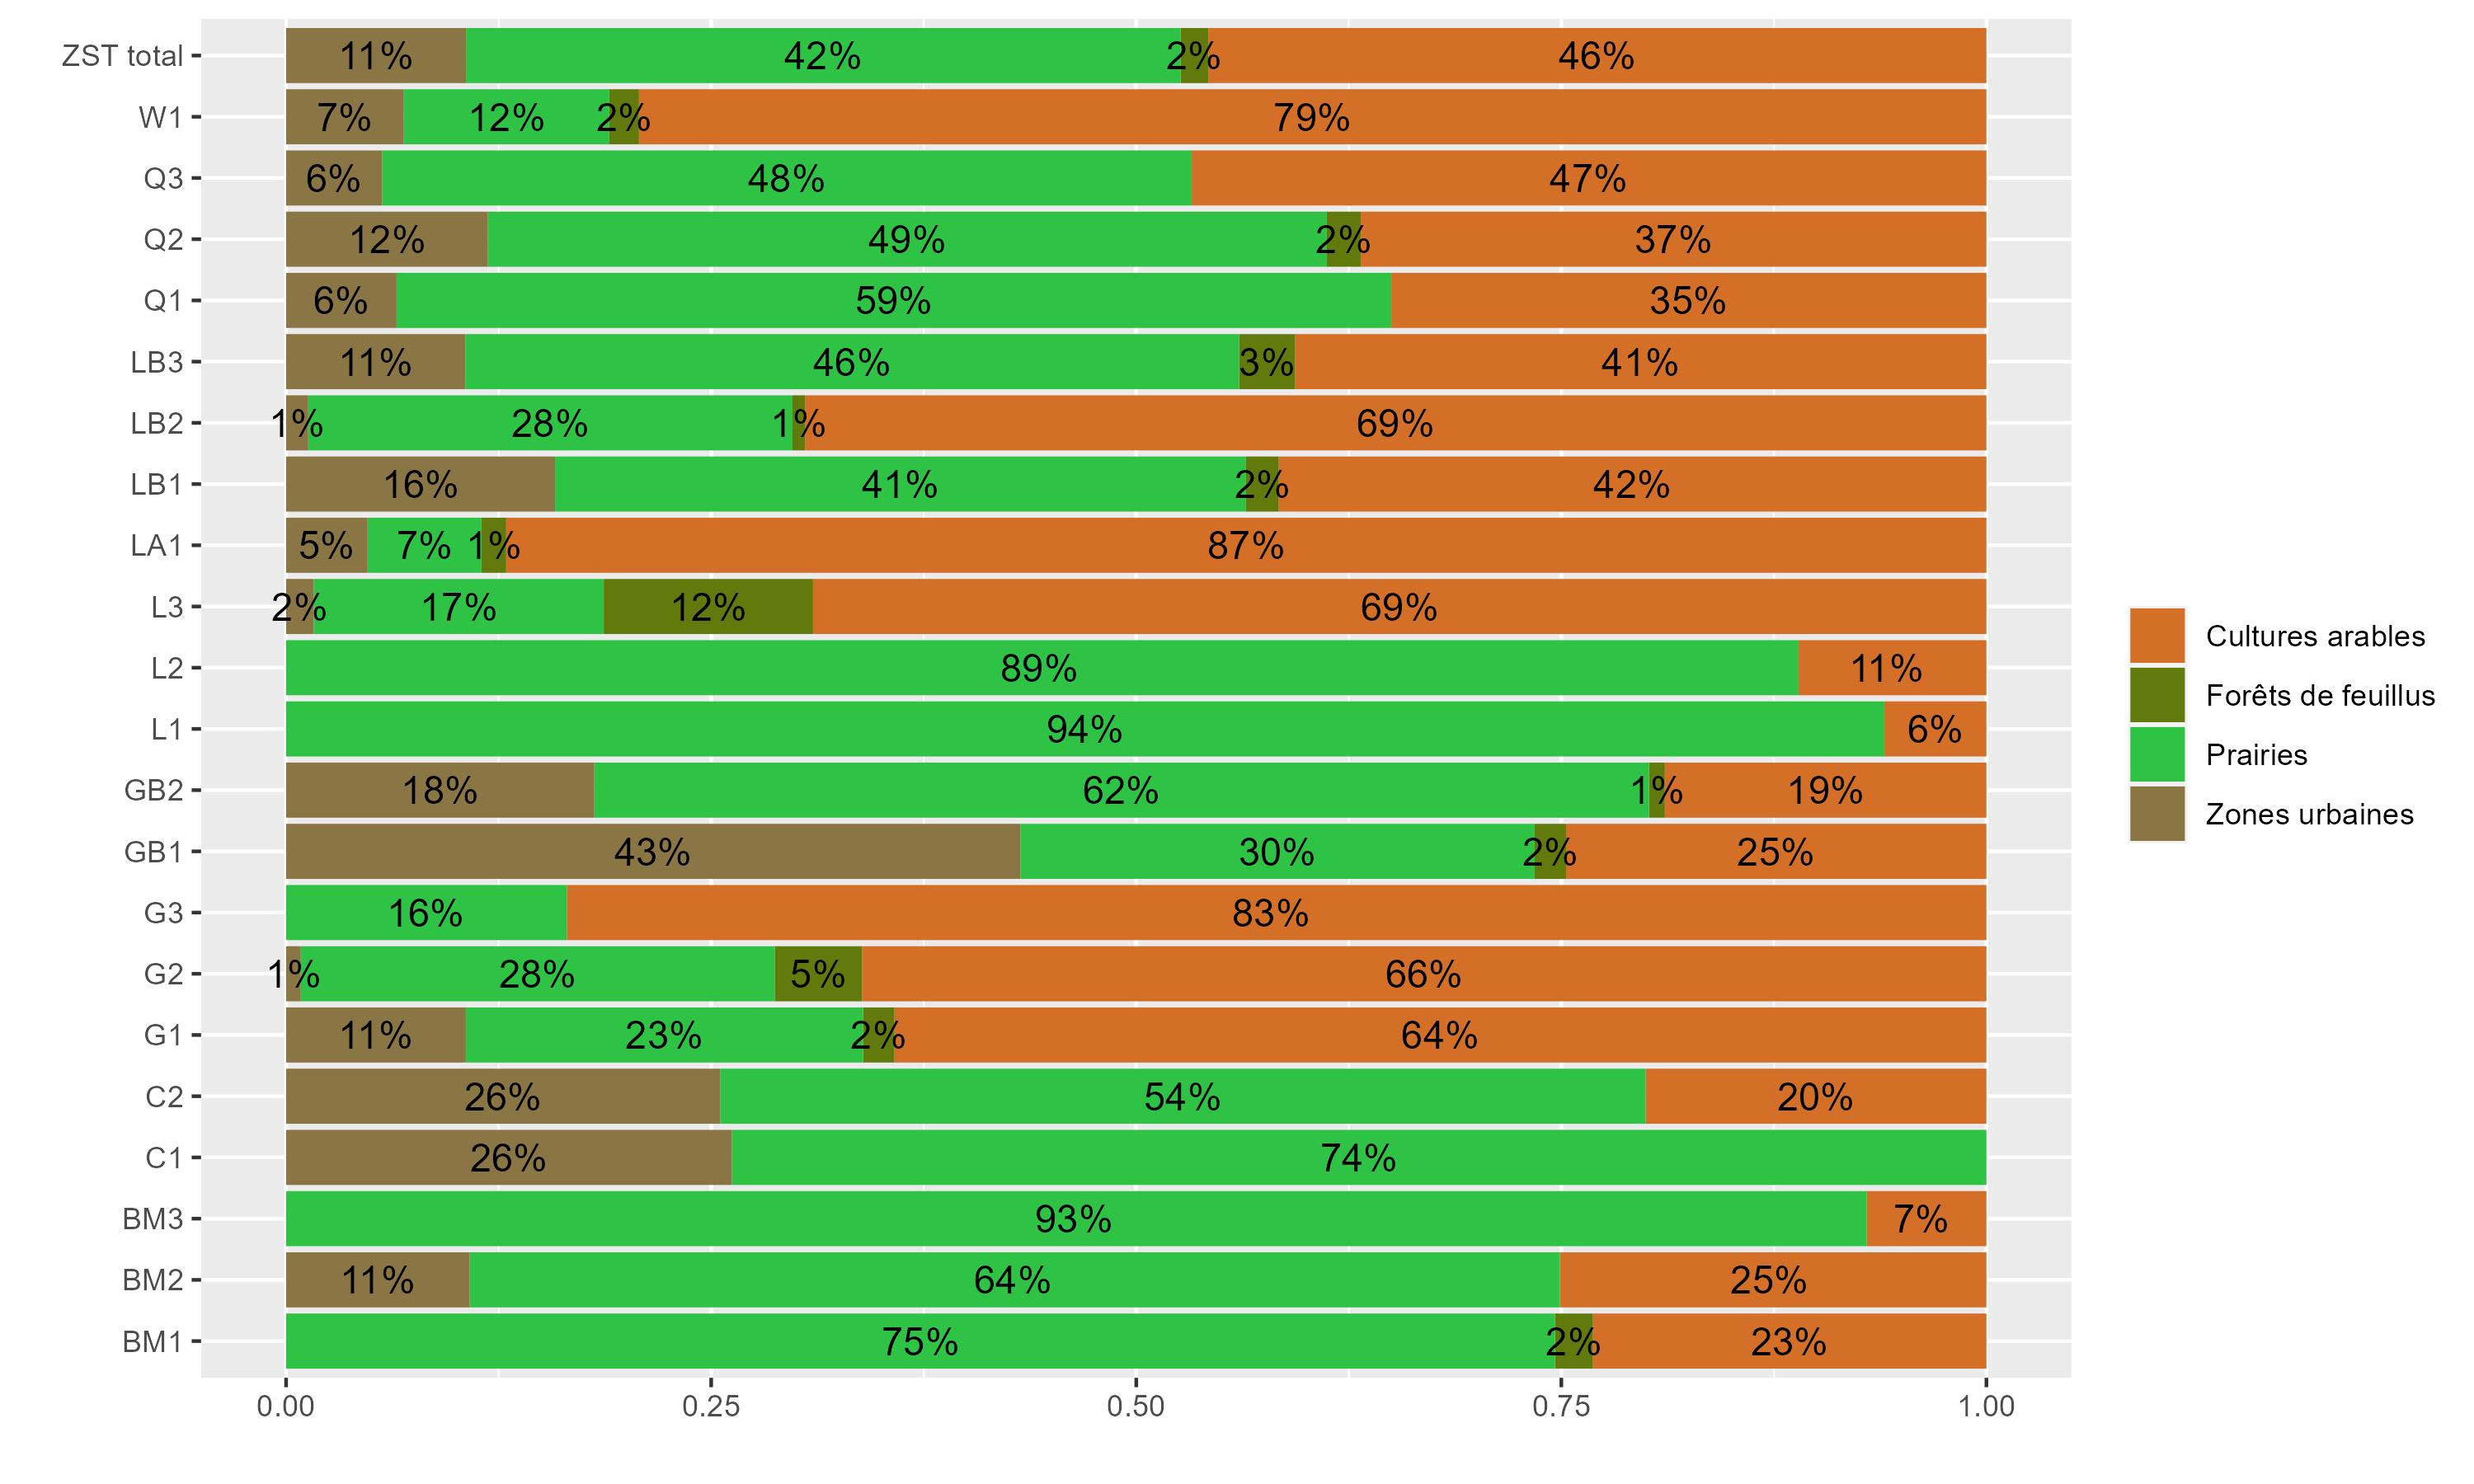 ZST total 11% 42% 2% 46%
W1 7% 12% 2% 79%
Q3 6% 48% 47%
Q2 12% 49% 2% 37%
Q1 6% 59% 35%
LB3 11% 46% 3% 41%
LB2 1% 28% 1% 69%
LB1 16% 41% 2% 42%
LA1 5% 7% 1% 87%
L3 2% 17% 12% 69%
L2 89% 11%
L1 94% 6%
GB2 18% 62% 1% 19%
GB1 43% 30% 2% 25%
G3 16% 83%
G2 1% 28% 5% 66%
G1 11% 23% 2% 64%
C2 26% 54% 20%
C1 26% 74%
BM3 93% 7%
BM2 11% 64% 25%
BM1 75% 2% 23%
0.00 0.25 0.50 0.75 1.00
Cultures arables
Forêts de feuillus
Prairies
Zones urbaines